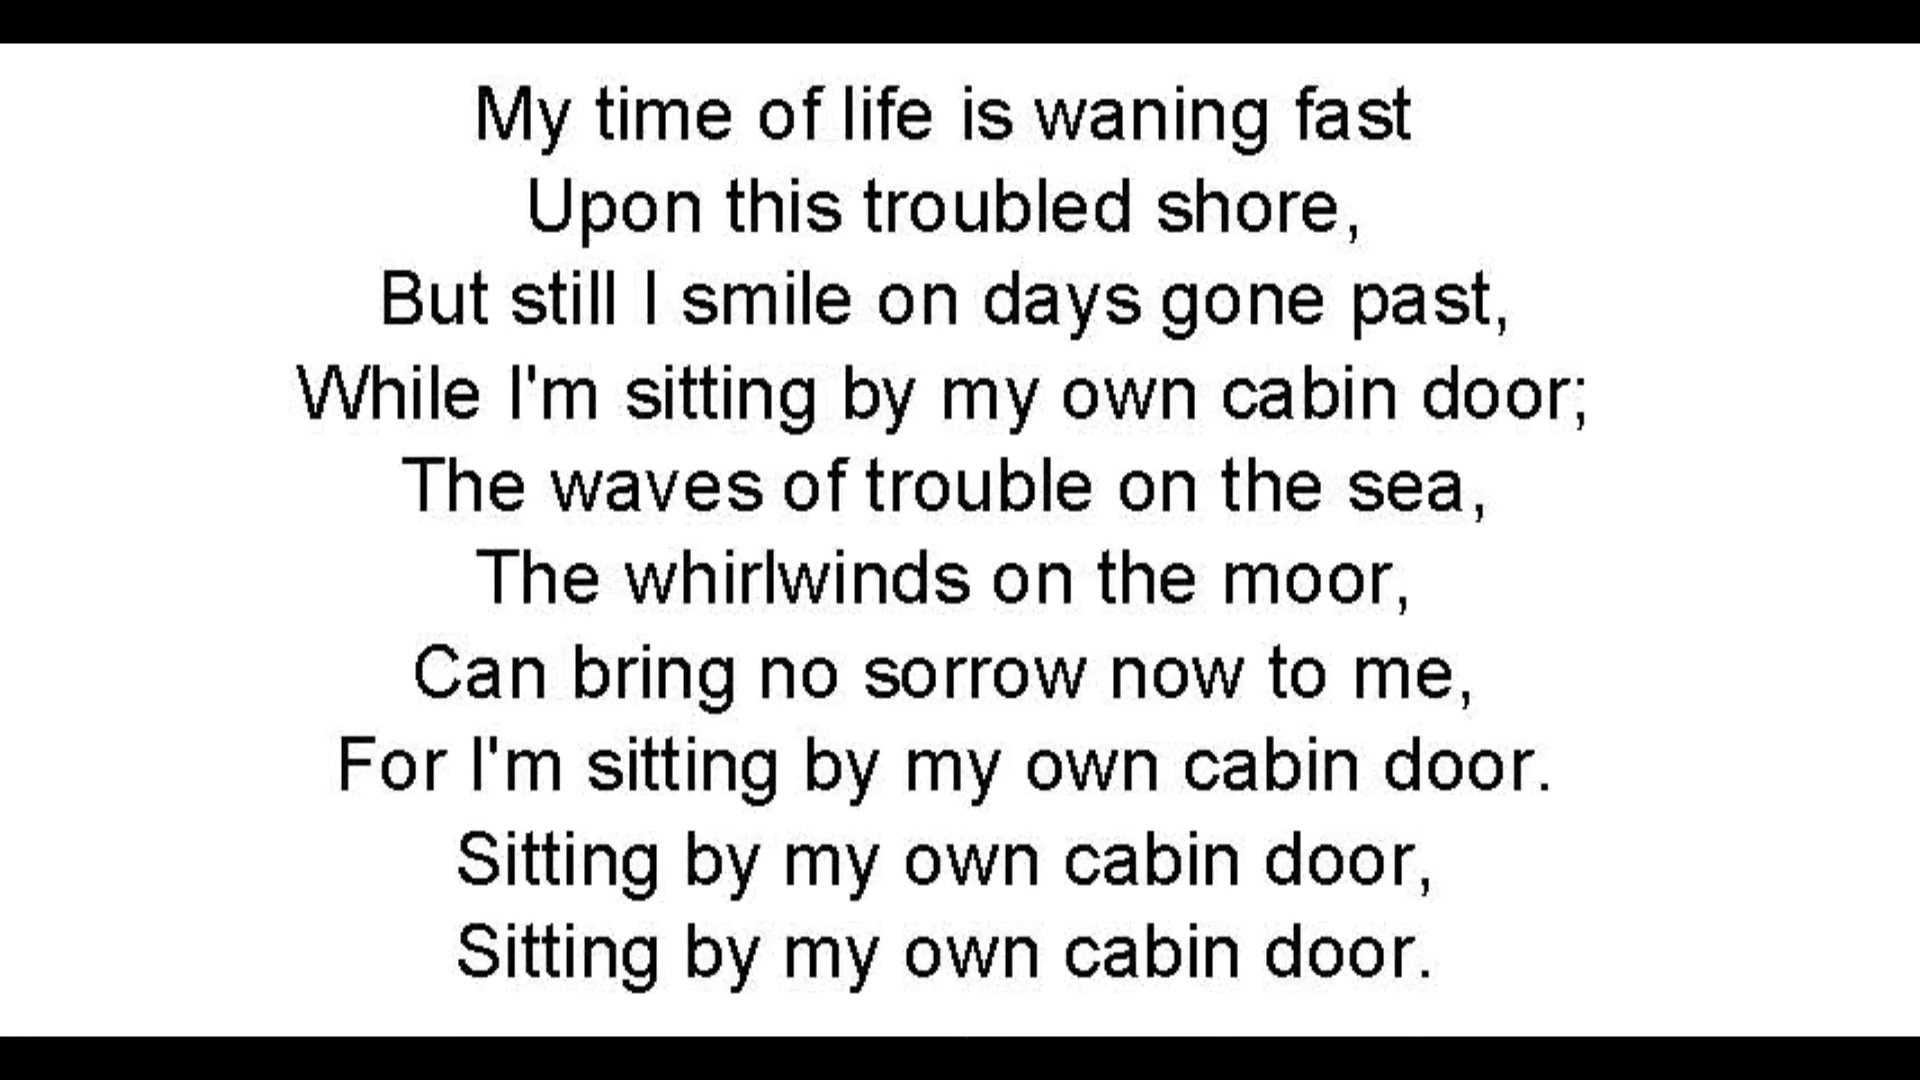 My time of life is waning fast
Upon this troubled shore,
But still I smile on days gone past,
While I'm sitting by my own cabin door;
The waves of trouble on the sea,
The whirlwinds on the moor,
Can bring no sorrow now to me,
For I'm sitting by my own cabin door.
Sitting by my own cabin door,
Sitting by my own cabin door.